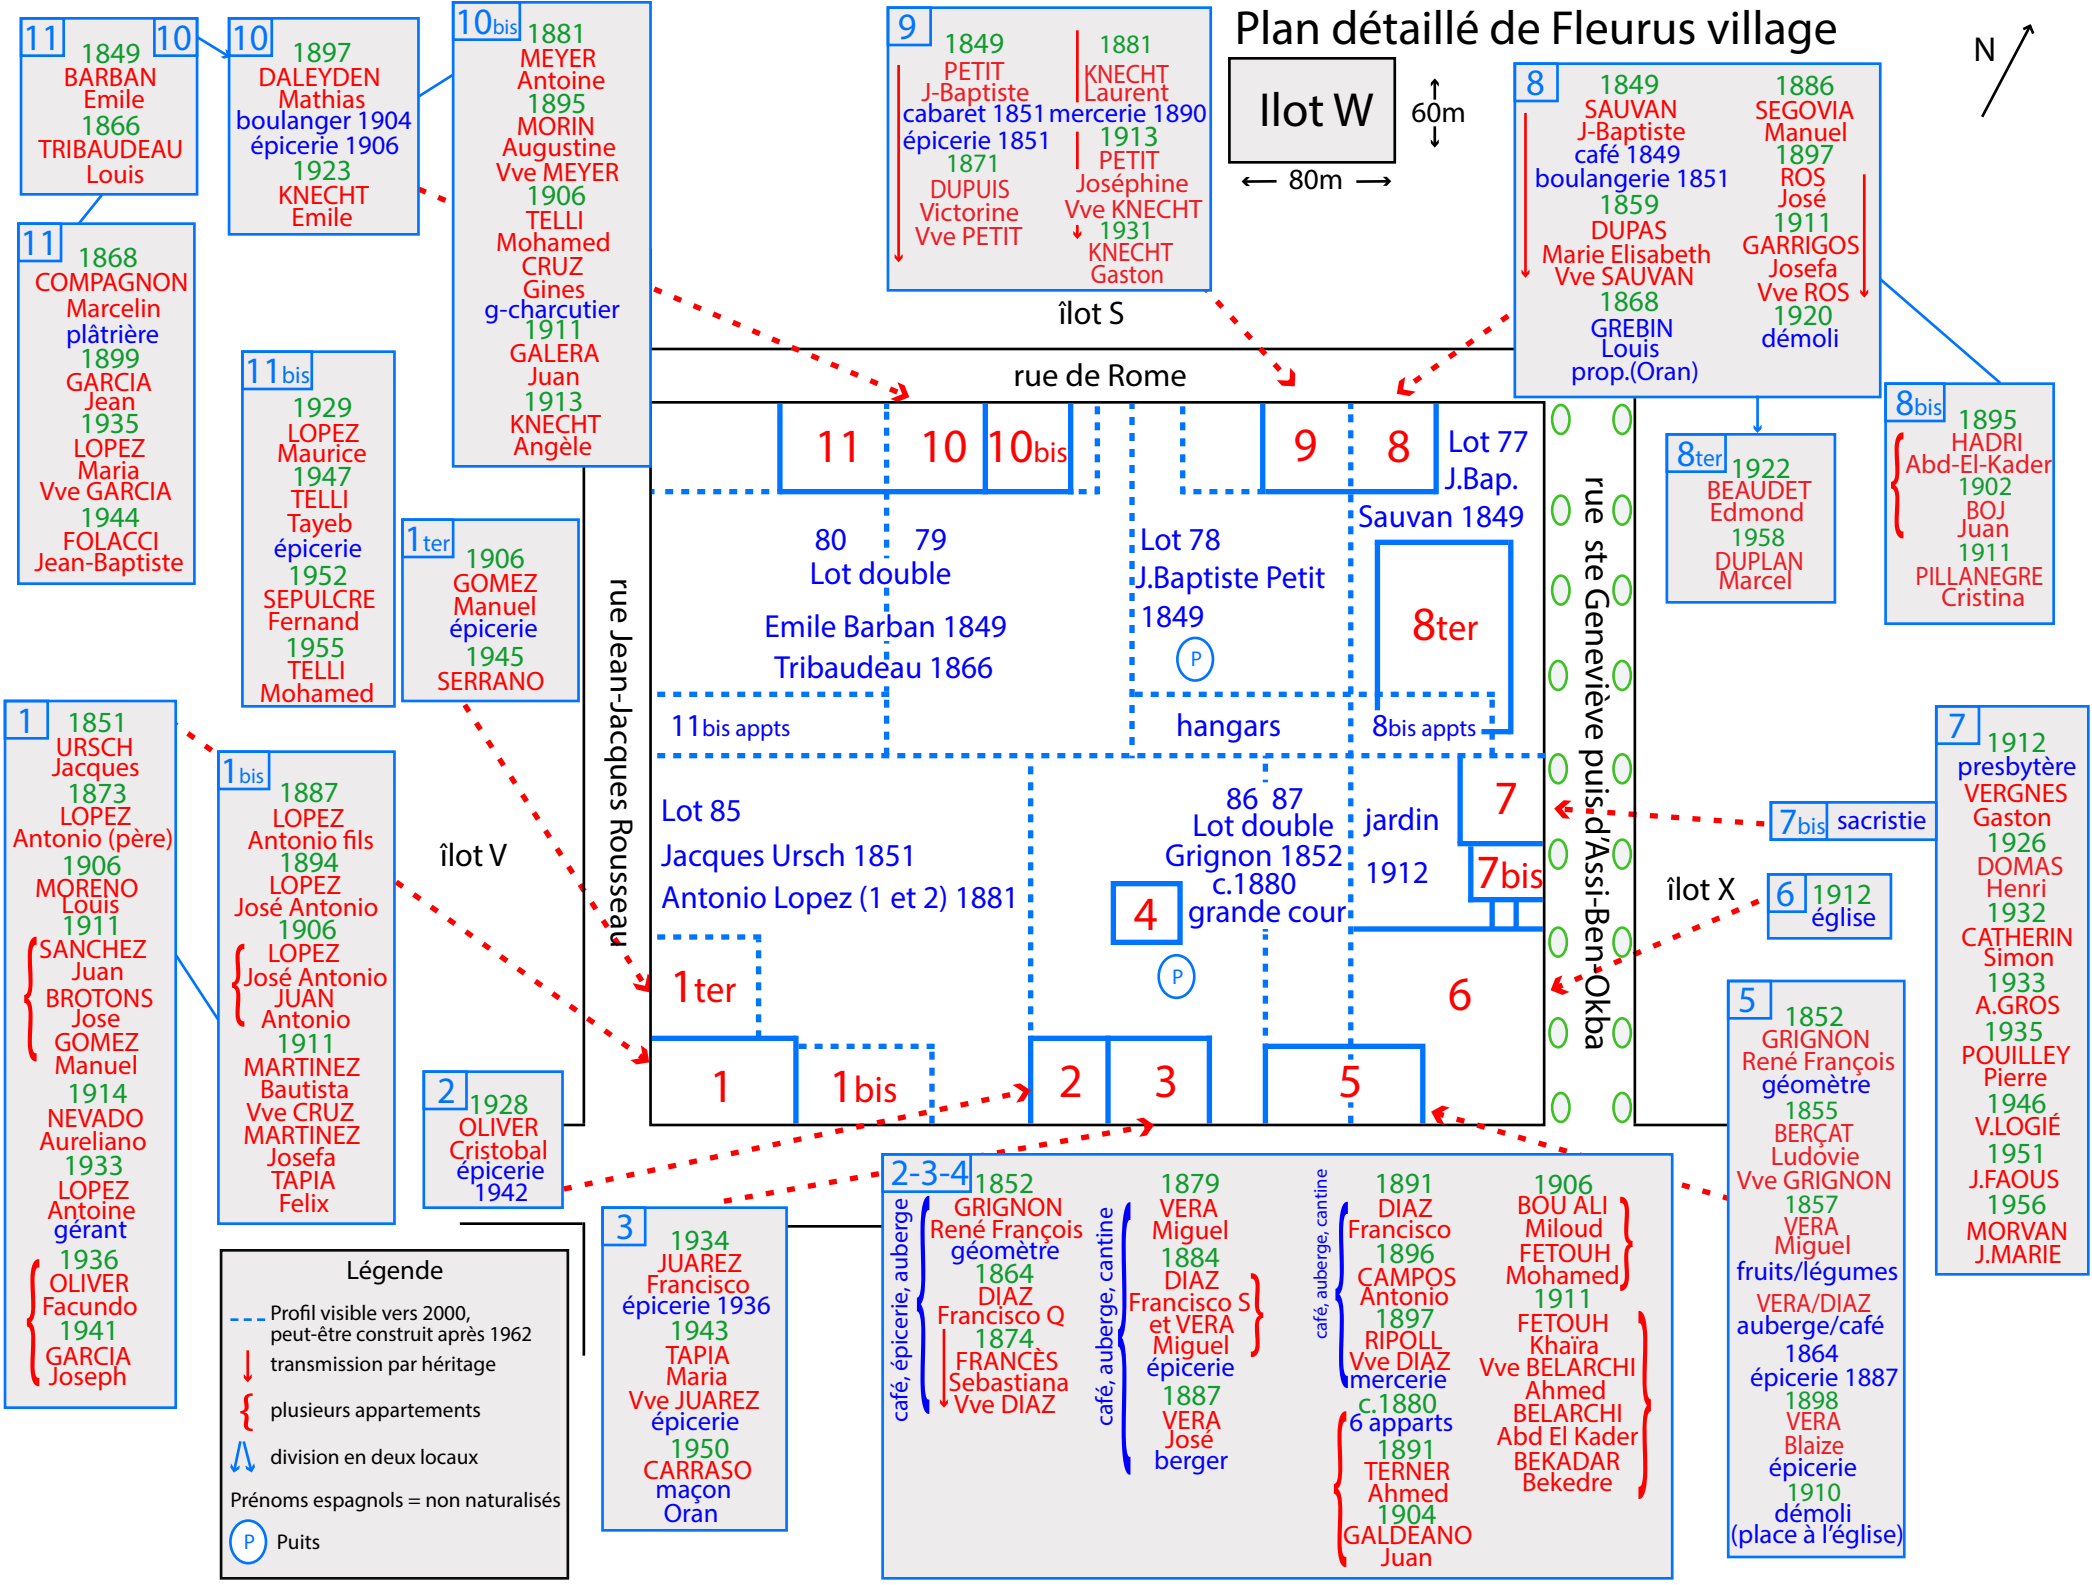 Plan détaillé de Fleurus village
N
Ilot W
60m
80m
11
10
1849
BARBAN
Emile
1866
TRIBAUDEAU
Louis
10
1897
DALEYDEN
Mathias
boulanger 1904
épicerie 1906
1923
KNECHT
Emile
10bis
1881
MEYER
Antoine
1895
MORIN
Augustine
Vve MEYER
1906
TELLI
Mohamed
CRUZ
Gines
g-charcutier
1911
GALERA
Juan
1913
KNECHT
Angèle
9
1849
PETIT
J-Baptiste
cabaret 1851
épicerie 1851
1871
DUPUIS
Victorine
Vve PETIT
1881
KNECHT
Laurent
mercerie 1890
1913
PETIT
Joséphine
Vve KNECHT
1931
KNECHT
Gaston
8
1849
SAUVAN
J-Baptiste
café 1849
boulangerie 1851
1859
DUPAS
Marie Elisabeth
Vve SAUVAN
1868
GREBIN
Louis
prop.(Oran)
1886
SEGOVIA
Manuel
1897
ROS
José
1911
GARRIGOS
Josefa
Vve ROS
1920
démoli
11
1868
COMPAGNON
Marcelin
plâtrière
1899
GARCIA
Jean
1935
LOPEZ
Maria
Vve GARCIA
1944
FOLACCI
Jean-Baptiste
11bis
1929
LOPEZ
Maurice
1947
TELLI
Tayeb
épicerie
1952
SEPULCRE
Fernand
1955
TELLI
Mohamed
1ter
1906
GOMEZ
Manuel
épicerie
1945
SERRANO
8ter
1922
BEAUDET
Edmond
1958
DUPLAN
Marcel
8bis
1895
HADRI
Abd-El-Kader
1902
BOJ
Juan
1911
PILLANEGRE
Cristina
îlot S
rue de Rome
11
10
10bis
9
8
Lot 77
J.Bap.
Sauvan 1849
80
79
Lot double
Emile Barban 1849
Tribaudeau 1866
Lot 78
J.Baptiste Petit
1849
P
8ter
11bis appts
hangars
8bis appts
rue Jean-Jacques Rousseau
rue ste Geneviève puis d'Assi-Ben-Okba
îlot V
îlot X
Lot 85
Jacques Ursch 1851
Antonio Lopez (1 et 2) 1881
86 87
Lot double
Grignon 1852
c.1880
grande cour
jardin
1912
7
7bis
4
P
1ter
6
1
1bis
2
3
5
1
1851
URSCH
Jacques
1873
LOPEZ
Antonio (père)
1906
MORENO
Louis
1911
SANCHEZ
Juan
BROTONS
Jose
GOMEZ
Manuel
1914
NEVADO
Aureliano
1933
LOPEZ
Antoine
gérant
1936
OLIVER
Facundo
1941
GARCIA
Joseph
1bis
1887
LOPEZ
Antonio fils
1894
LOPEZ
José Antonio
1906
LOPEZ
José Antonio
JUAN
Antonio
1911
MARTINEZ
Bautista
Vve CRUZ
MARTINEZ
Josefa
TAPIA
Felix
2
1928
OLIVER
Cristobal
épicerie
1942
3
1934
JUAREZ
Francisco
épicerie 1936
1943
TAPIA
Maria
Vve JUAREZ
épicerie
1950
CARRASO
maçon
Oran
2-3-4
café, épicerie, auberge
1852
GRIGNON
René François
géomètre
1864
DIAZ
Francisco Q
1874
FRANCÈS
Sebastiana
Vve DIAZ
café, auberge, cantine
1879
VERA
Miguel
1884
DIAZ
Francisco S
et VERA
Miguel
épicerie
1887
VERA
José
berger
café, auberge, cantine
1891
DIAZ
Francisco
1896
CAMPOS
Antonio
1897
RIPOLL
Vve DIAZ
mercerie
c.1880
6 apparts
1891
TERNER
Ahmed
1904
GALDEANO
Juan
1906
BOU ALI
Miloud
FETOUH
Mohamed
1911
FETOUH
Khaïra
Vve BELARCHI
Ahmed
BELARCHI
Abd El Kader
BEKADAR
Bekedre
7bis sacristie
6
1912
église
7
1912
presbytère
VERGNES
Gaston
1926
DOMAS
Henri
1932
CATHERIN
Simon
1933
A.GROS
1935
POUILLEY
Pierre
1946
V.LOGIÉ
1951
J.FAOUS
1956
MORVAN
J.MARIE
5
1852
GRIGNON
René François
géomètre
1855
BERÇAT
Ludovie
Vve GRIGNON
1857
VERA
Miguel
fruits/légumes
VERA/DIAZ
auberge/café
1864
épicerie 1887
1898
VERA
Blaize
épicerie
1910
démoli
(place à l'église)
Légende
Profil visible vers 2000,
peut-être construit après 1962
transmission par héritage
plusieurs appartements
division en deux locaux
Prénoms espagnols = non naturalisés
P Puits